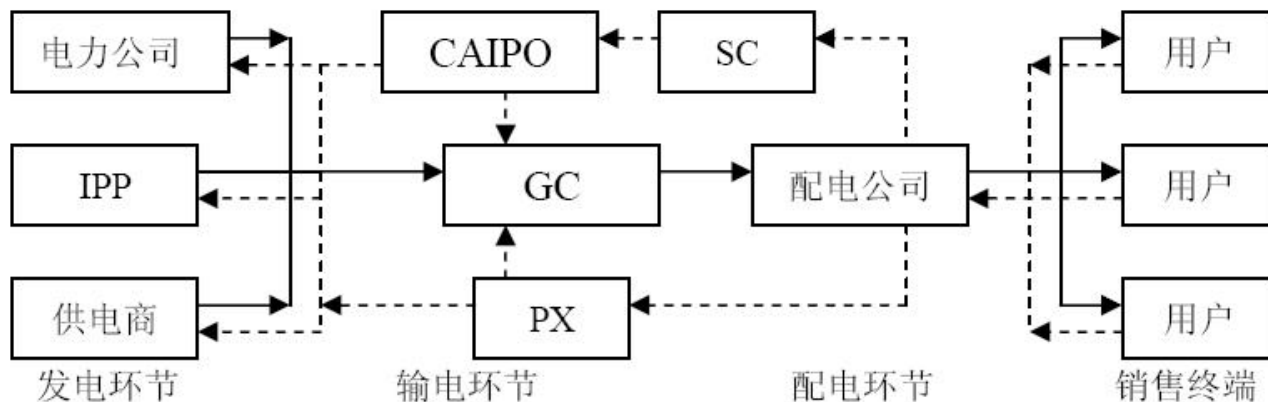 电力公司
CAIPO
SC
用户
IPP
GC
配电公司
用户
供电商
PX
用户
发电环节
输电环节
配电环节
销售终端